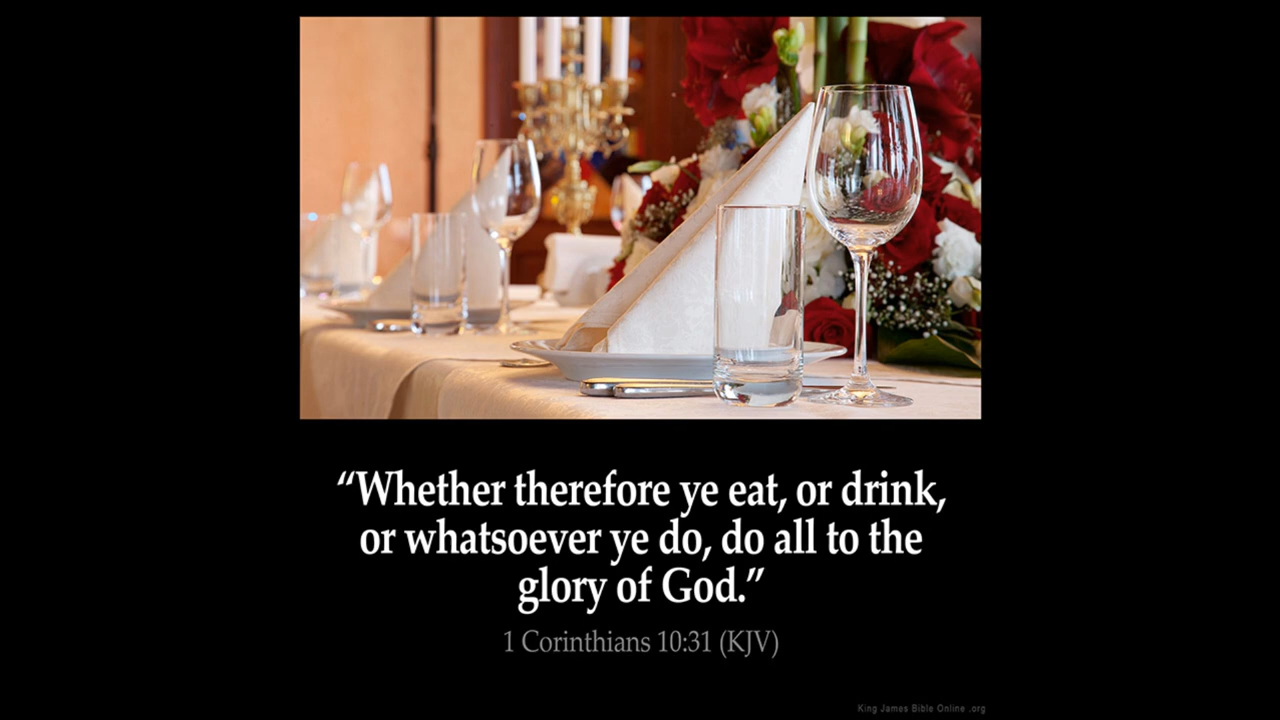 “Whether therefore ye eat, or drink,
or whatsoever ye do, do all to the
glory of God.”
1 Corinthians 10:31 (KJV)
King James Bible Online .org